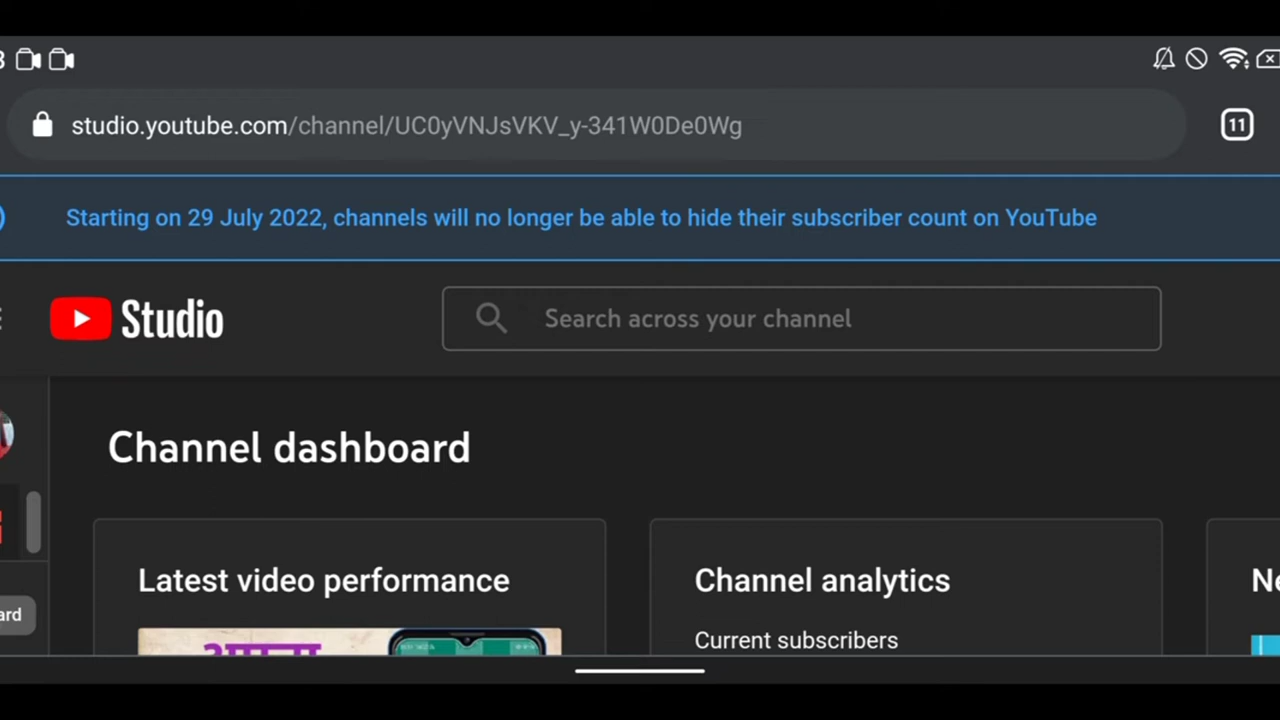 studio.youtube.com/channel/UC0yVNJsVKV_y-341W0De0Wg
11
Starting on 29 July 2022, channels will no longer be able to hide their subscriber count on YouTube
Studio
Search across your channel
Channel dashboard
Latest video performance
Channel analytics
Current subscribers